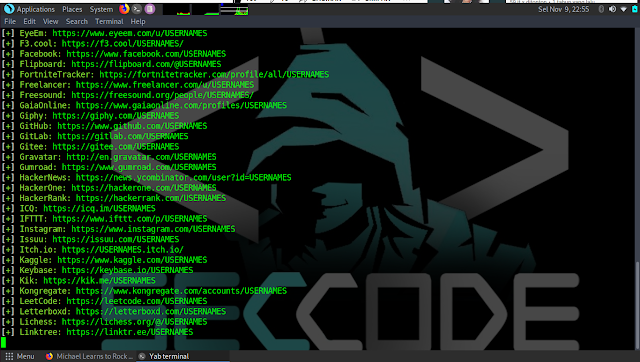 Applications Places System
Sel Nov 9, 22:55
File Edit View Search Terminal Help
[+] EyeEm: https://www.eyeem.com/u/USERNAMES
[+] F3.cool: https://f3.cool/USERNAMES/
[+] Facebook: https://www.facebook.com/USERNAMES
[+] Flipboard: https://flipboard.com/@USERNAMES
[+] FortniteTracker: https://fortnitetracker.com/profile/all/USERNAMES
[+] Freelancer: https://www.freelancer.com/u/USERNAMES
[+] Freesound: https://freesound.org/people/USERNAMES/
[+] GaiaOnline: https://www.gaiaonline.com/profiles/USERNAMES
[+] Giphy: https://giphy.com/USERNAMES
[+] GitHub: https://www.github.com/USERNAMES
[+] GitLab: https://gitlab.com/USERNAMES
[+] Gitee: https://gitee.com/USERNAMES
[+] Gravatar: http://en.gravatar.com/USERNAMES
[+] Gumroad: https://www.gumroad.com/USERNAMES
[+] HackerNews: https://news.ycombinator.com/user?id=USERNAMES
[+] HackerOne: https://hackerone.com/USERNAMES
[+] HackerRank: https://hackerrank.com/USERNAMES
[+] ICQ: https://icq.im/USERNAMES
[+] IFTTT: https://www.ifttt.com/p/USERNAMES
[+] Instagram: https://www.instagram.com/USERNAMES
[+] Issuu: https://issuu.com/USERNAMES
[+] Itch.io: https://USERNAMES.itch.io/
[+] Kaggle: https://www.kaggle.com/USERNAMES
[+] Keybase: https://keybase.io/USERNAMES
[+] Kik: https://kik.me/USERNAMES
[+] Kongregate: https://www.kongregate.com/accounts/USERNAMES
[+] LeetCode: https://leetcode.com/USERNAMES
[+] Letterboxd: https://letterboxd.com/USERNAMES
[+] Lichess: https://lichess.org/@/USERNAMES
[+] Linktree: https://linktr.ee/USERNAMES
SECCODE
Menu
Michael Learns to Rock ...
Yab terminal